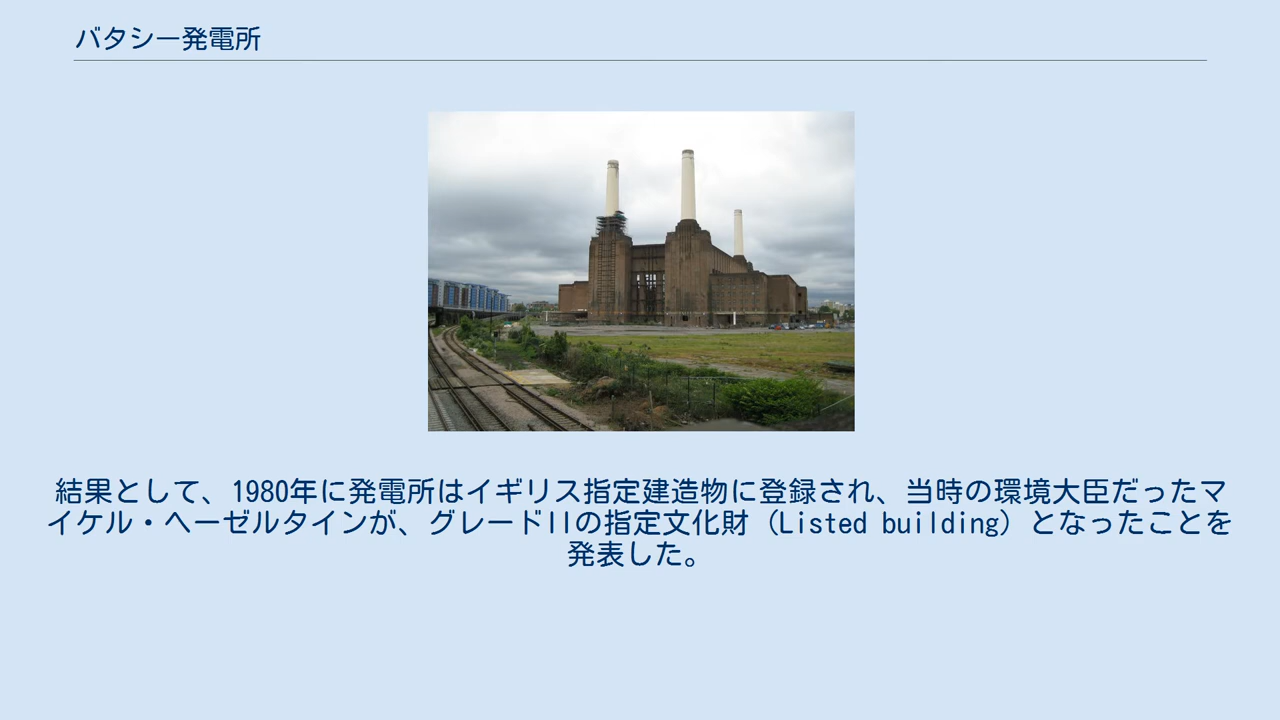 バタシー発電所
結果として、1980年に発電所はイギリス指定建造物に登録され、当時の環境大臣だったマ
イケル・ヘーゼルタインが、グレードIIの指定文化財（Listed building）となったことを
発表した。